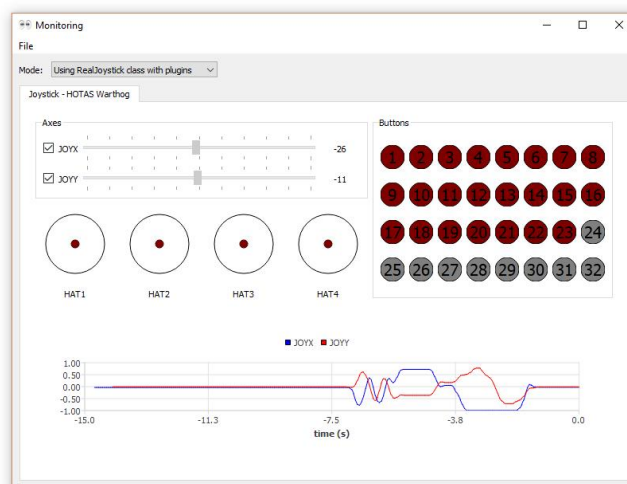 Monitoring
File
Mode: Using RealJoystick class with plugins
Joystick - HOTAS Warthog
Axes
JOYX -26
JOYY -11
HAT1 HAT2 HAT3 HAT4
Buttons
1 2 3 4 5 6 7 8
9 10 11 12 13 14 15 16
17 18 19 20 21 22 23 24
25 26 27 28 29 30 31 32
JOYX JOYY
1.00
0.50
0.00
-0.50
-1.00
-15.0 -11.3 -7.5 -3.8 0.0
time (s)